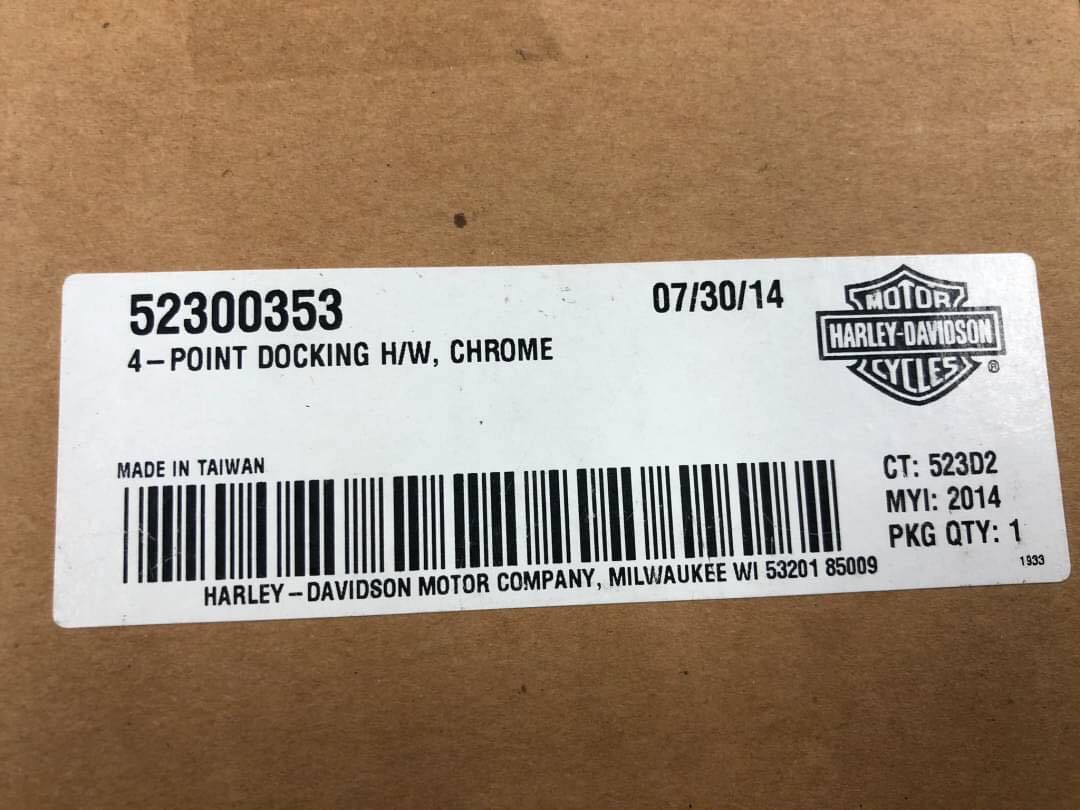 52300353
07/30/14
4-POINT DOCKING H/W, CHROME
MOTOR
HARLEY-DAVIDSON
CYCLES
®
MADE IN TAIWAN
CT: 523D2
MYI: 2014
PKG QTY: 1
HARLEY-DAVIDSON MOTOR COMPANY, MILWAUKEE WI 53201 85009
1933